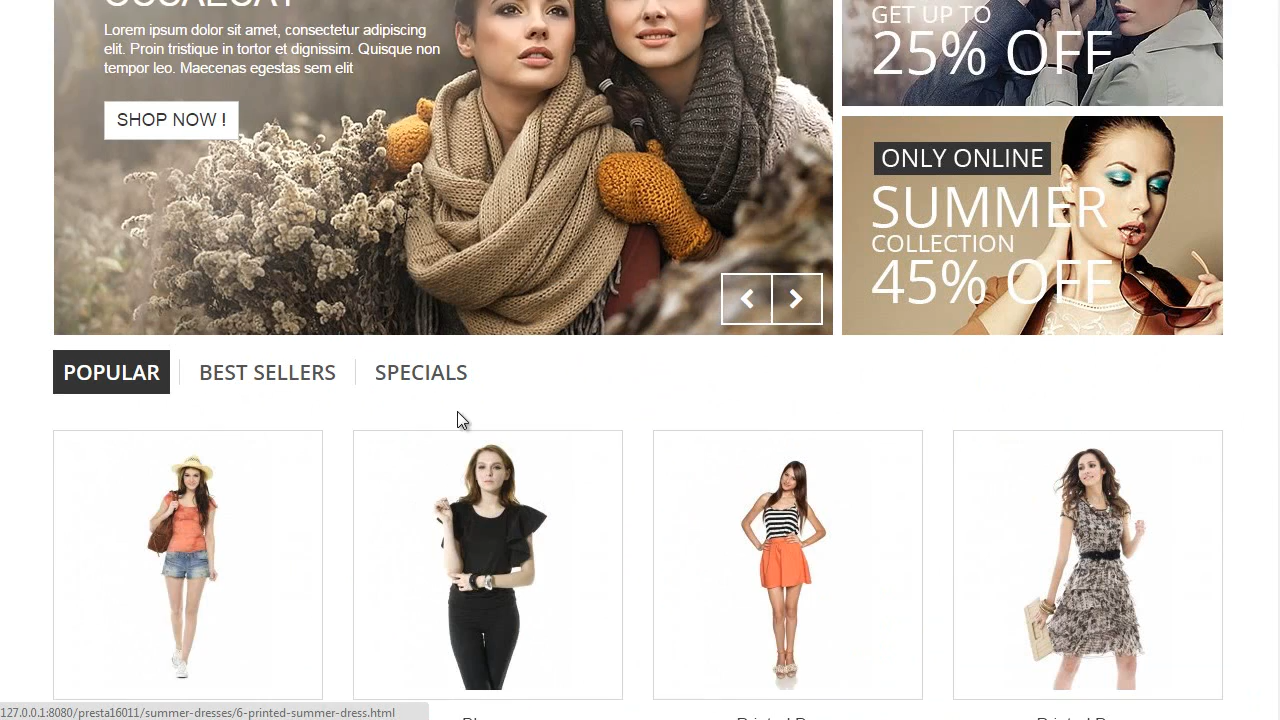 Lorem ipsum dolor sit amet, consectetur adipiscing
elit. Proin tristique in tortor et dignissim. Quisque non
tempor leo. Maecenas egestas sem elit
SHOP NOW !
GET UP TO
25% OFF
ONLY ONLINE
SUMMER
COLLECTION
45% OFF
POPULAR
BEST SELLERS
SPECIALS
127.0.0.1:8080/presta16011/summer-dresses/6-printed-summer-dress.html